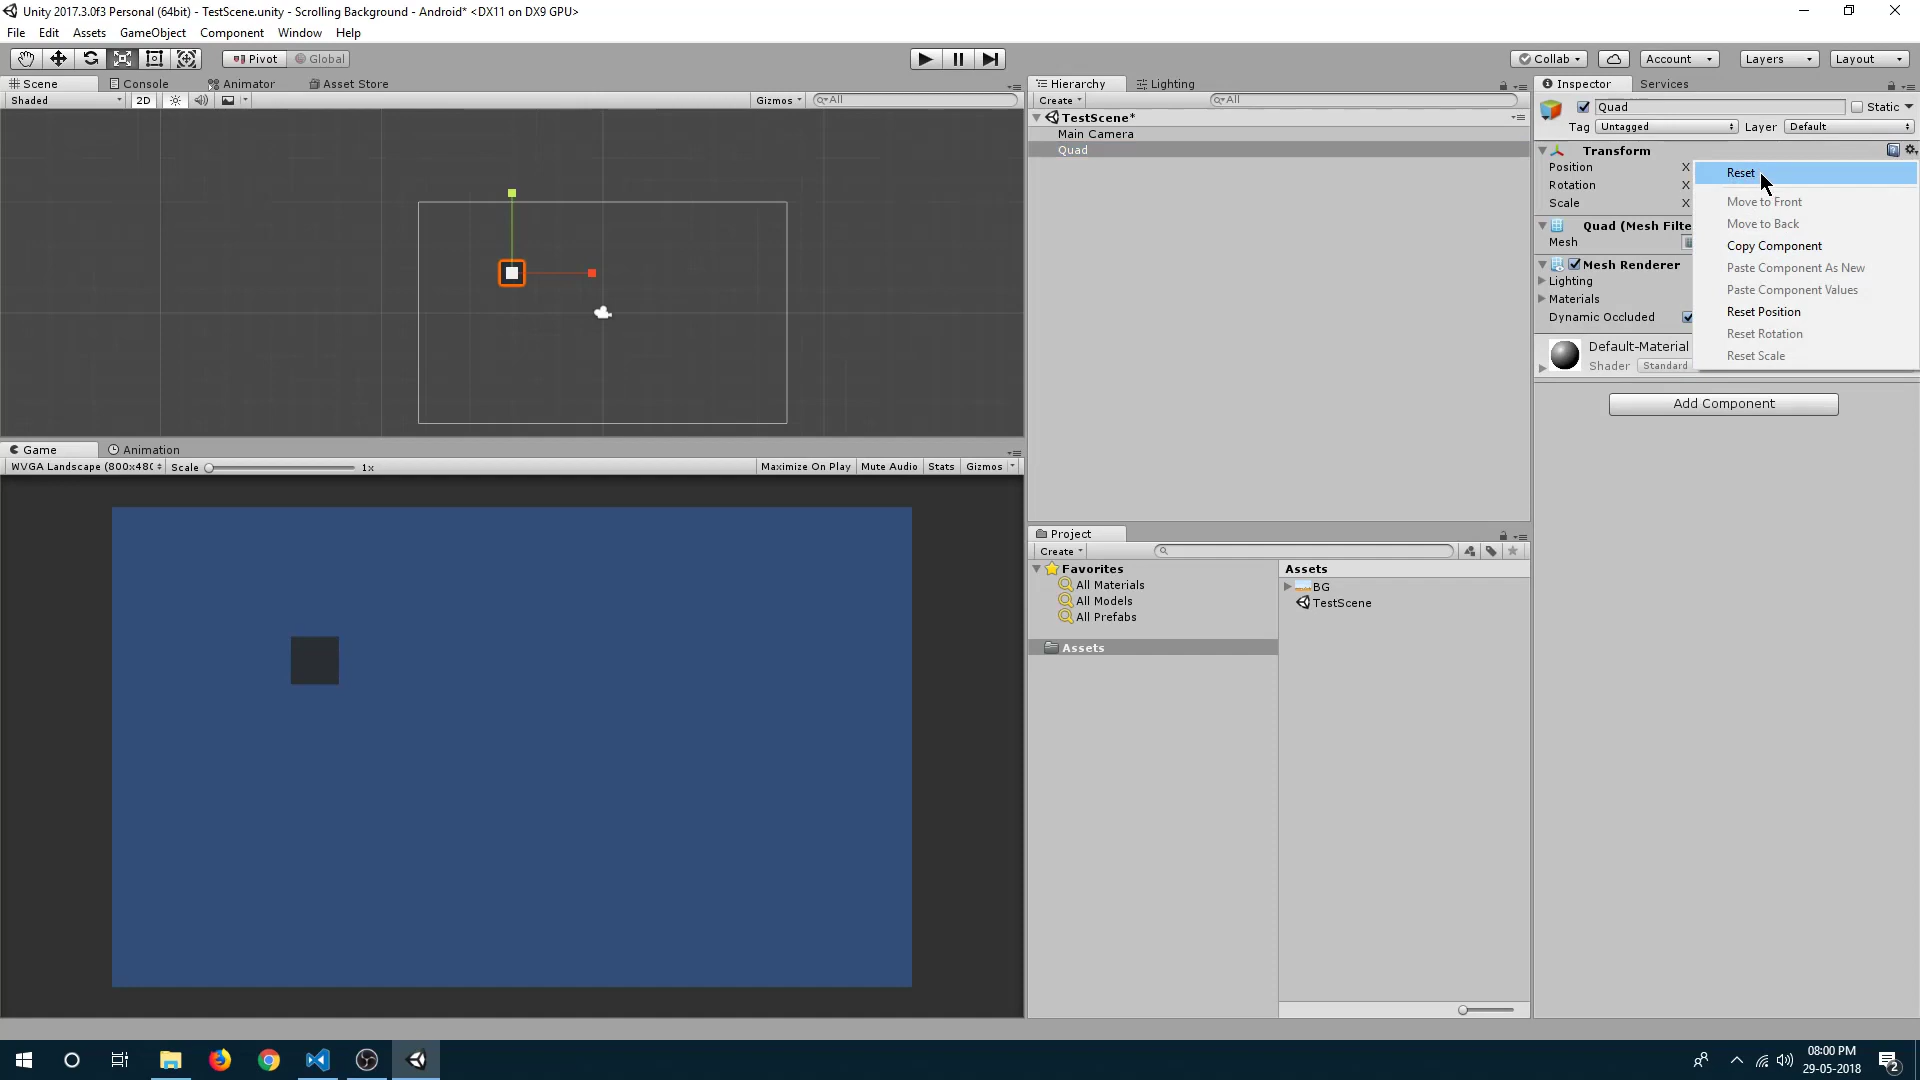 Unity 2017.3.0f3 Personal (64bit) - TestScene.unity - Scrolling Background - Android* <DX11 on DX9 GPU>
File Edit Assets GameObject Component Window Help
Pivot Global Collab Account Layers Layout
Scene Console Animator Asset Store
Shaded 2D Gizmos All
Hierarchy Lighting
Create All
TestScene*
Main Camera
Quad
Inspector Services
Quad Static
Tag Untagged Layer Default
Transform
Position X
Rotation X
Scale X
Quad (Mesh Filte
Mesh
Mesh Renderer
Lighting
Materials
Dynamic Occluded
Default-Material
Shader Standard
Add Component
Reset
Move to Front
Move to Back
Copy Component
Paste Component As New
Paste Component Values
Reset Position
Reset Rotation
Reset Scale
Game Animation
WVGA Landscape (800x480 Scale 1x Maximize On Play Mute Audio Stats Gizmos
Project
Create
Favorites
All Materials
All Models
All Prefabs
Assets
Assets
BG
TestScene
08:00 PM
29-05-2018
2